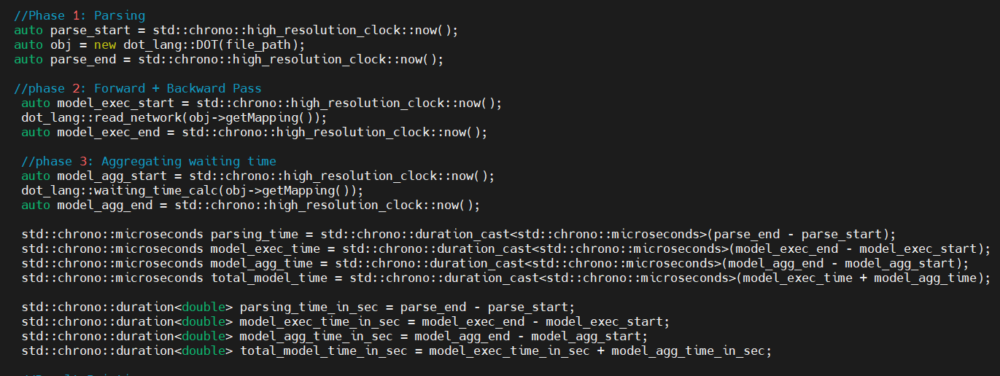 //Phase 1: Parsing
auto parse_start = std::chrono::high_resolution_clock::now();
auto obj = new dot_lang::DOT(file_path);
auto parse_end = std::chrono::high_resolution_clock::now();
//phase 2: Forward + Backward Pass
auto model_exec_start = std::chrono::high_resolution_clock::now();
dot_lang::read_network(obj->getMapping());
auto model_exec_end = std::chrono::high_resolution_clock::now();
//phase 3: Aggregating waiting time
auto model_agg_start = std::chrono::high_resolution_clock::now();
dot_lang::waiting_time_calc(obj->getMapping());
auto model_agg_end = std::chrono::high_resolution_clock::now();
std::chrono::microseconds parsing_time = std::chrono::duration_cast<std::chrono::microseconds>(parse_end - parse_start);
std::chrono::microseconds model_exec_time = std::chrono::duration_cast<std::chrono::microseconds>(model_exec_end - model_exec_start);
std::chrono::microseconds model_agg_time = std::chrono::duration_cast<std::chrono::microseconds>(model_agg_end - model_agg_start);
std::chrono::microseconds total_model_time = std::chrono::duration_cast<std::chrono::microseconds>(model_exec_time + model_agg_time);
std::chrono::duration<double> parsing_time_in_sec = parse_end - parse_start;
std::chrono::duration<double> model_exec_time_in_sec = model_exec_end - model_exec_start;
std::chrono::duration<double> model_agg_time_in_sec = model_agg_end - model_agg_start;
std::chrono::duration<double> total_model_time_in_sec = model_exec_time_in_sec + model_agg_time_in_sec;